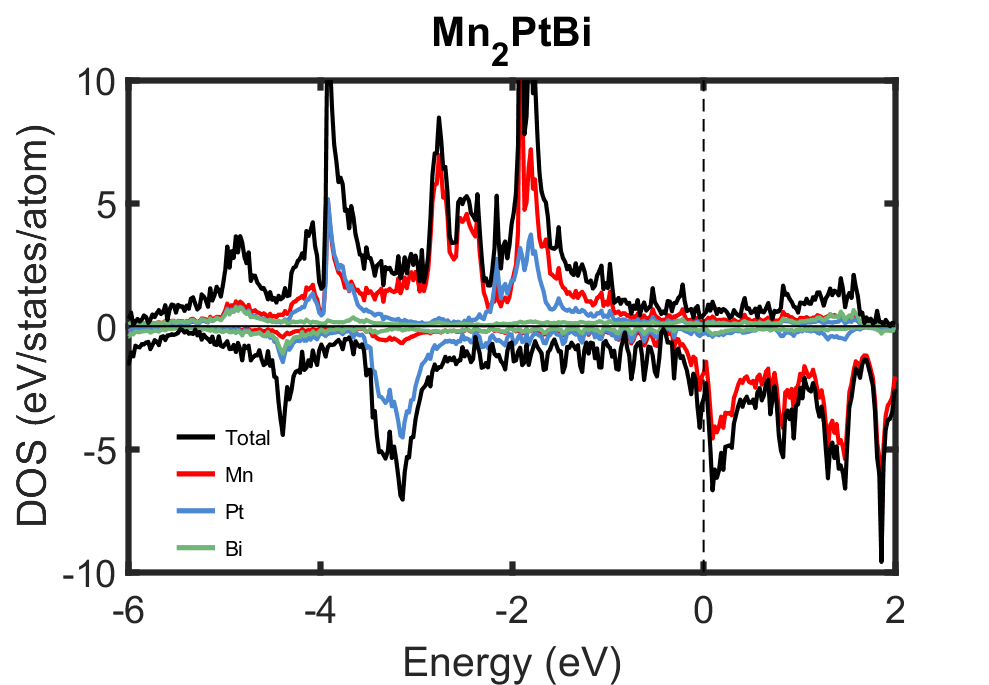 Mn₂PtBi
DOS (eV/states/atom)
10
5
0
-5
-10
Total
Mn
Pt
Bi
-6 -4 -2 0 2
Energy (eV)